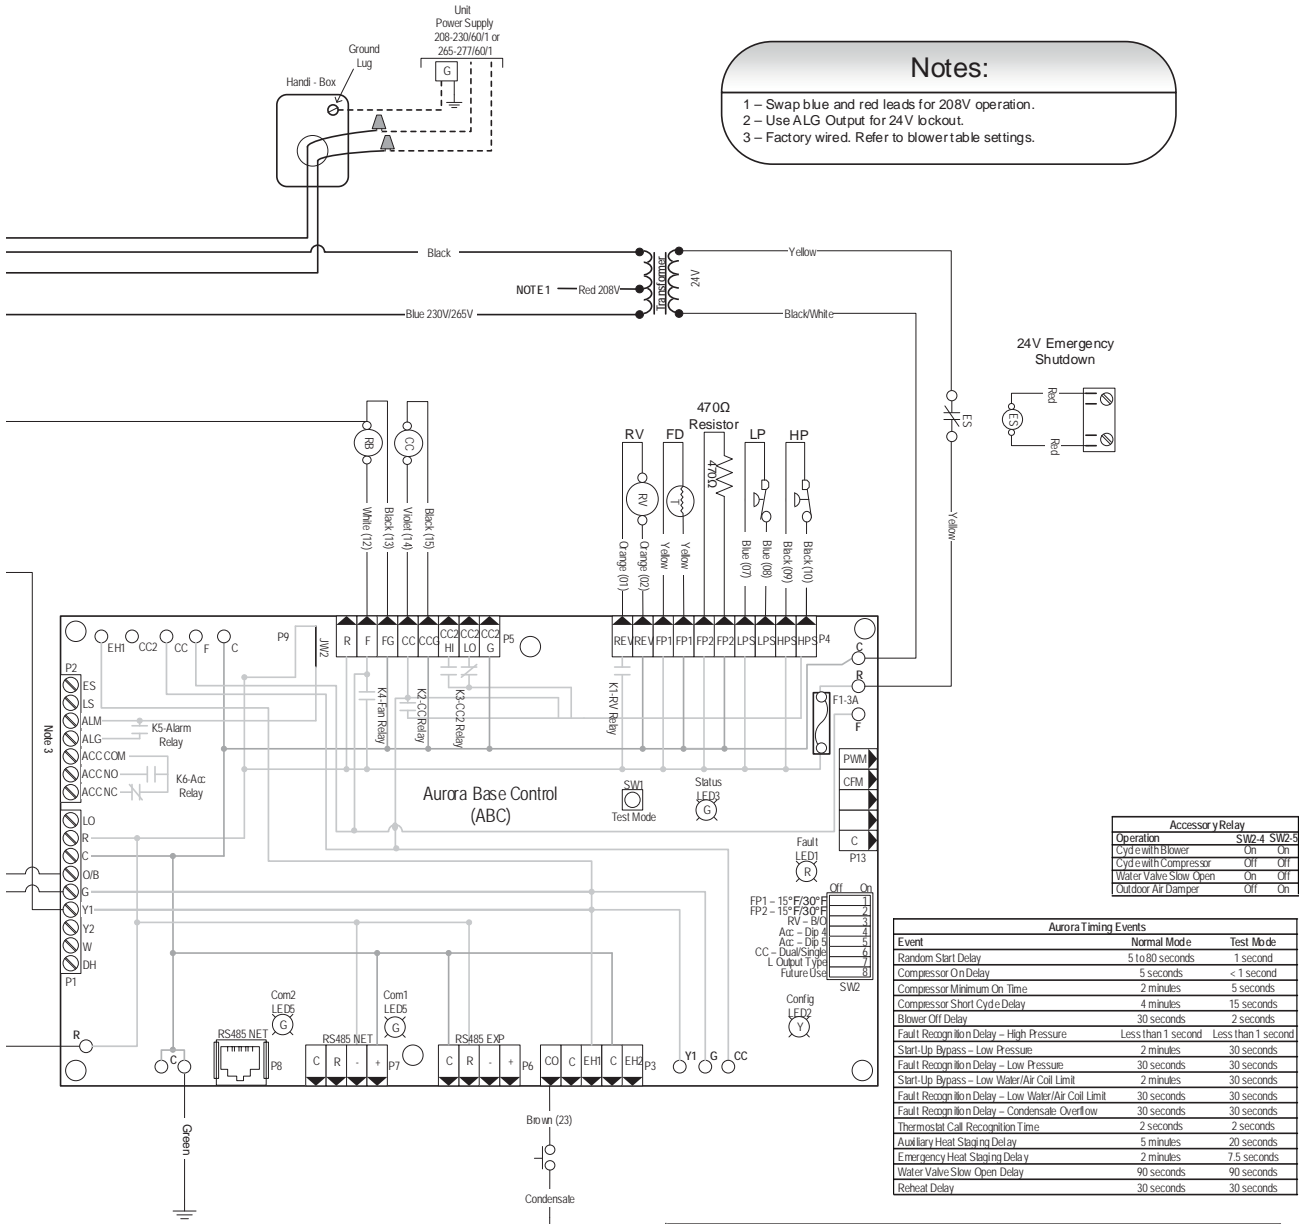 Unit
Power Supply
208-230/60/1 or
265-277/60/1
Ground
Lug
G
Handi - Box
Notes:
1 – Swap blue and red leads for 208V operation.
2 – Use ALG Output for 24V lockout.
3 – Factory wired. Refer to blower table settings.
Black
Yellow
Transformer
24V
NOTE 1
Red 208V
Blue 230V/265V
Black/White
24V Emergency
Shutdown
Red
ES
ES
Red
470Ω
Resistor
RV
FD
LP
HP
RB
CC
RV
T
470Ω
White (12)
Black (13)
Violet (14)
Black (15)
Orange (01)
Orange (02)
Yellow
Yellow
Blue (07)
Blue (08)
Black (09)
Black (10)
Yellow
EH1
CC2
CC
F
C
P9
JW2
R
F
FG
CC
CCG
CC2
HI
CC2
LO
CC2
G
P5
REV
REV
FP1
FP1
FP2
FP2
LPS
LPS
HPS
HPS
P4
C
R
F1-3A
F
P2
ES
LS
ALM
ALG
ACC COM
ACC NO
ACC NC
Note 3
K5-Alarm
Relay
K6-Acc
Relay
K4-Fan Relay
K2-CC Relay
K3-CC2 Relay
K1-RV Relay
Aurora Base Control
(ABC)
SW1
Test Mode
Status
LED3
G
PWM
CFM
C
P13
LO
R
C
O/B
G
Y1
Y2
W
DH
P1
Fault
LED1
R
Off
On
FP1 – 15°F/30°F
1
FP2 – 15°F/30°F
2
RV – B/O
3
Acc – Dip 4
4
Acc – Dip 5
5
CC – Dual/Single
6
L Output Type
7
Future Use
8
SW2
Config
LED2
Y
Com2
LED5
G
Com1
LED5
G
R
C
RS485 NET
P8
RS485 NET
C
R
-
+
P7
RS485 EXP
C
R
-
+
P6
CO
C
EH1
C
EH2
P3
Y1
G
CC
Green
Brown (23)
Condensate
Accessory Relay
Operation SW2-4 SW2-5
Cycle with Blower On On
Cycle with Compressor Off Off
Water Valve Slow Open On Off
Outdoor Air Damper Off On
Aurora Timing Events
Event Normal Mode Test Mode
Random Start Delay 5 to 80 seconds 1 second
Compressor On Delay 5 seconds < 1 second
Compressor Minimum On Time 2 minutes 5 seconds
Compressor Short Cycle Delay 4 minutes 15 seconds
Blower Off Delay 30 seconds 2 seconds
Fault Recognition Delay – High Pressure Less than 1 second Less than 1 second
Start-Up Bypass – Low Pressure 2 minutes 30 seconds
Fault Recognition Delay – Low Pressure 30 seconds 30 seconds
Start-Up Bypass – Low Water/Air Coil Limit 2 minutes 30 seconds
Fault Recognition Delay – Low Water/Air Coil Limit 30 seconds 30 seconds
Fault Recognition Delay – Condensate Overflow 30 seconds 30 seconds
Thermostat Call Recognition Time 2 seconds 2 seconds
Auxiliary Heat Staging Delay 5 minutes 20 seconds
Emergency Heat Staging Delay 2 minutes 7.5 seconds
Water Valve Slow Open Delay 90 seconds 90 seconds
Reheat Delay 30 seconds 30 seconds